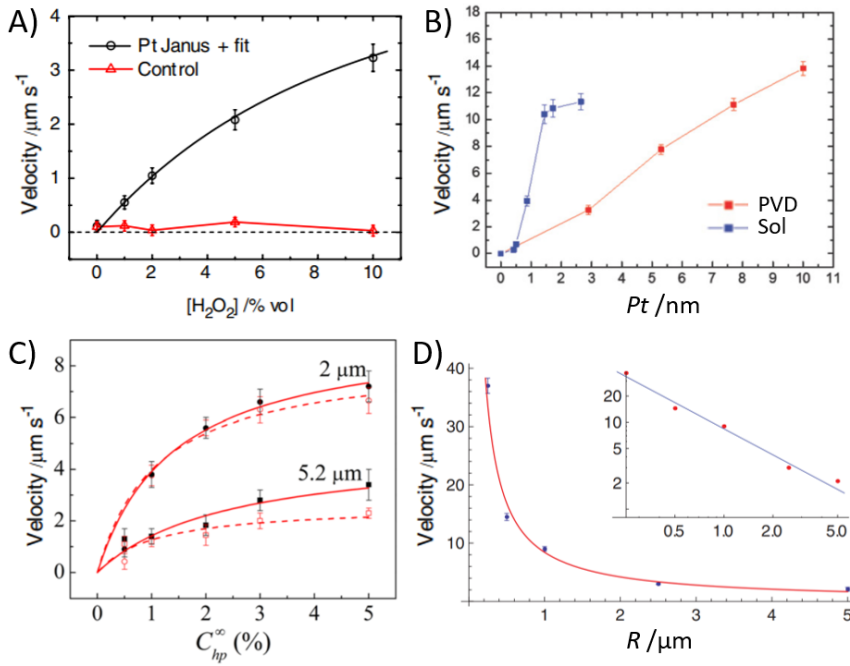 A)
Velocity /μm s⁻¹
4
3
2
1
0
Pt Janus + fit
Control
0 2 4 6 8 10
[H₂O₂] /% vol
B)
Velocity /μm s⁻¹
18
16
14
12
10
8
6
4
2
0
PVD
Sol
0 1 2 3 4 5 6 7 8 9 10 11
Pt /nm
C)
Velocity /μm s⁻¹
8
6
4
2
0
2 μm
5.2 μm
0 1 2 3 4 5
C∞hp (%)
D)
Velocity /μm s⁻¹
40
30
20
10
20
10
5
2
0.5 1.0 2.0 5.0
1 2 3 4 5
R /μm